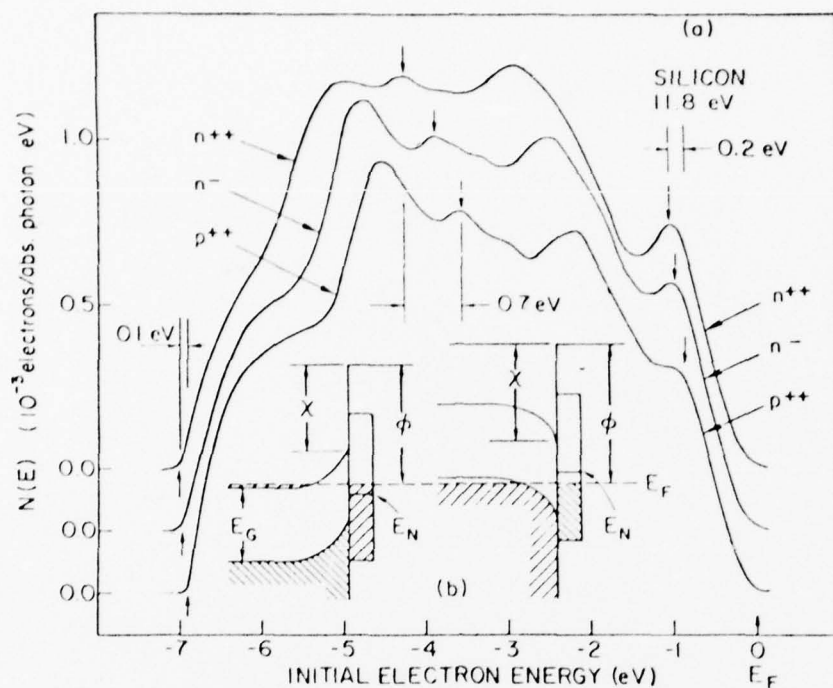 (a)
SILICON
11.8 eV
0.2 eV
1.0
n++
n-
p++
0.5
0.7 eV
0.1 eV
n++
n-
p++
χ
ϕ
χ
ϕ
0.0
0.0
0.0
E_G
E_N
E_F
E_N
(b)
N(E) (10⁻³ electrons/abs. photon eV)
-7
-6
-5
-4
-3
-2
-1
0
INITIAL ELECTRON ENERGY (eV)
E_F